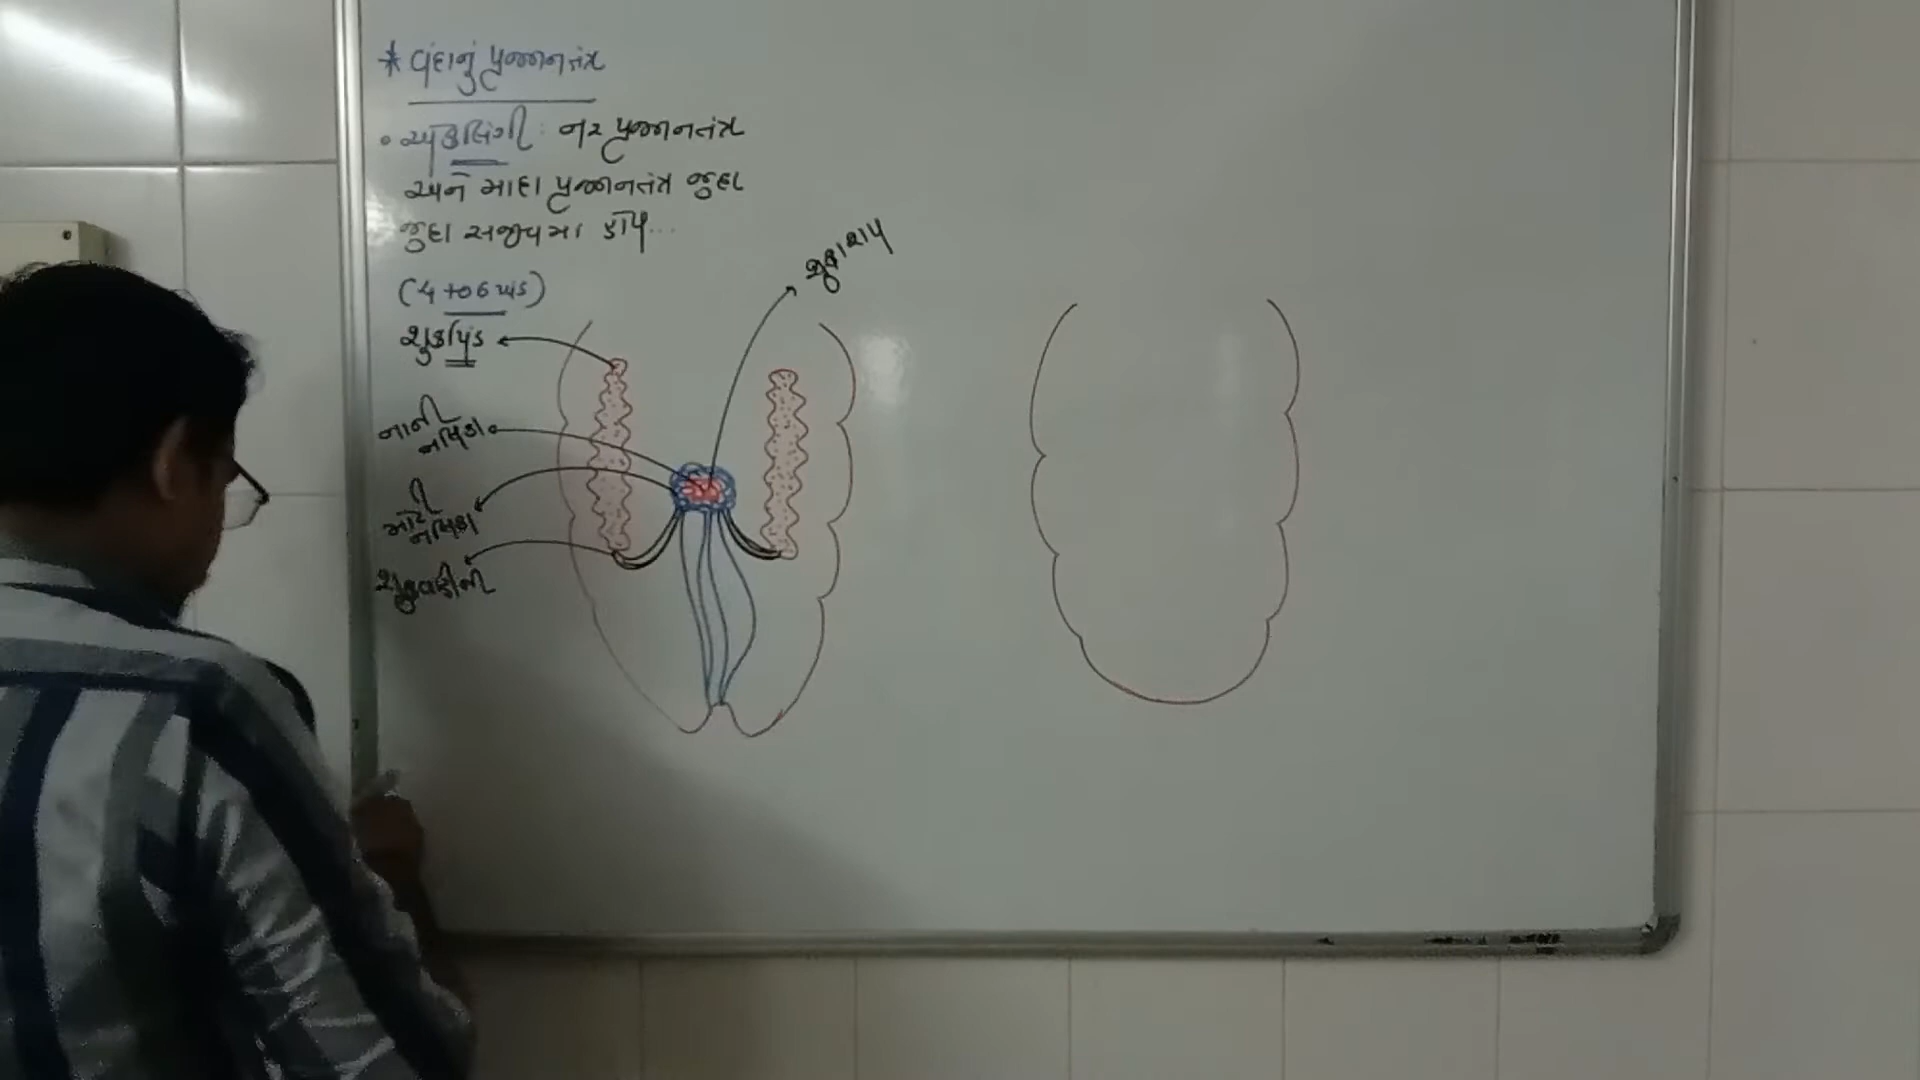 * વંદાનું પ્રજનનતંત્ર
• એકલિંગી : નર પ્રજનનતંત્ર
અને માદા પ્રજનનતંત્ર જુદા
જુદા સજીવમાં હોય...
(4 to 6 ખંડ)
શુક્રપિંડ
નાની
નલિકા
મોટી
નલિકા
શુક્રવાહીની
શુક્રાશય